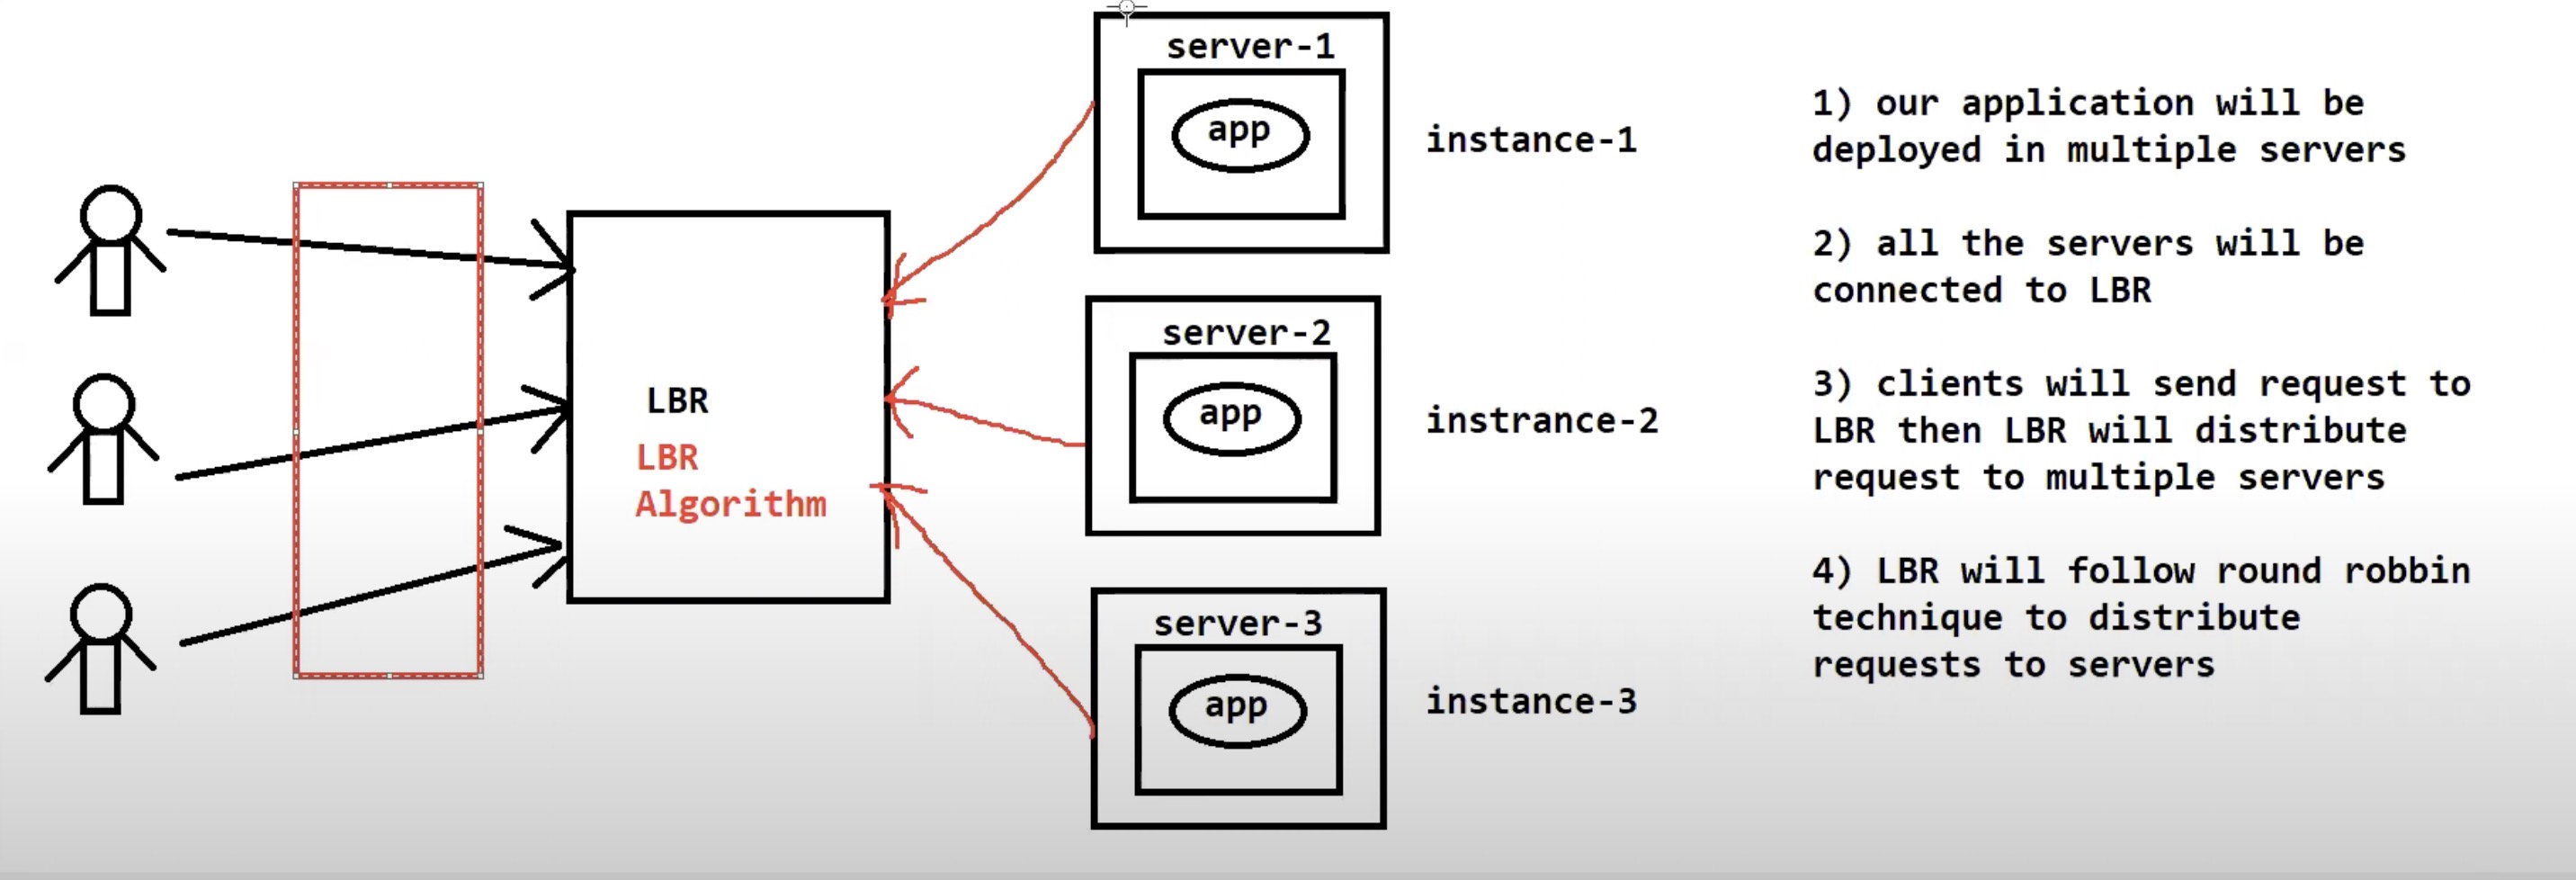 server-1
app
instance-1
server-2
app
instrance-2
server-3
app
instance-3
LBR
LBR
Algorithm
1) our application will be
deployed in multiple servers
2) all the servers will be
connected to LBR
3) clients will send request to
LBR then LBR will distribute
request to multiple servers
4) LBR will follow round robbin
technique to distribute
requests to servers